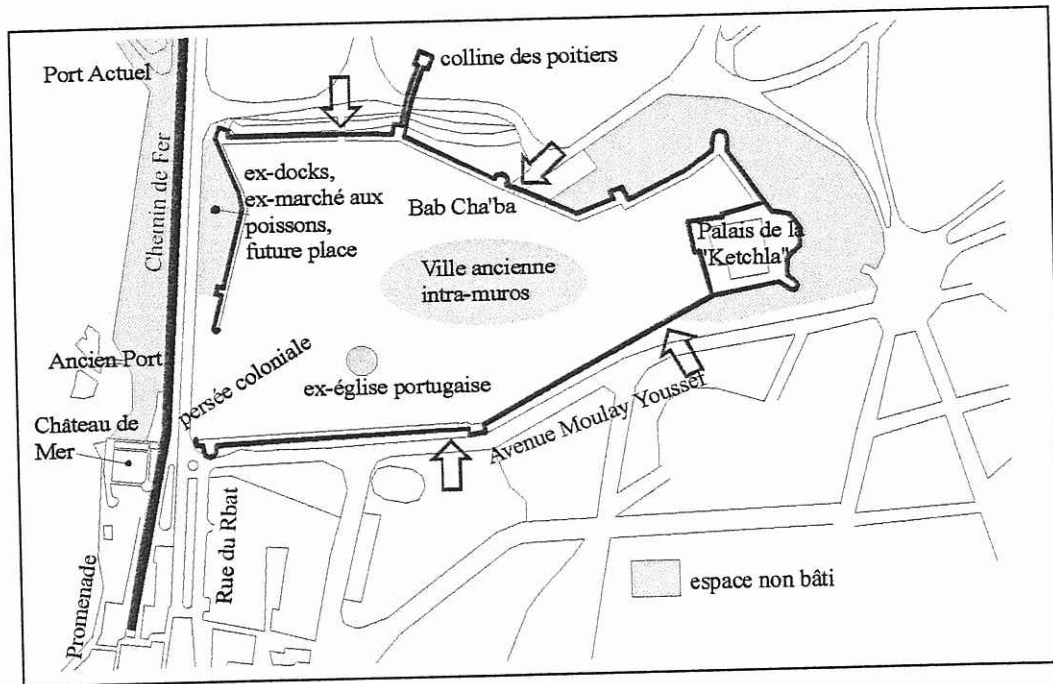 Port Actuel
colline des poitiers
Chemin de Fer
ex-docks,
ex-marché aux
poissons,
future place
Bab Cha'ba
Palais de la
"Ketchla"
Ville ancienne
intra-muros
Ancien Port
persée coloniale
ex-église portugaise
Château de
Mer
Avenue Moulay Youssef
Rue du Rbat
Promenade
espace non bâti